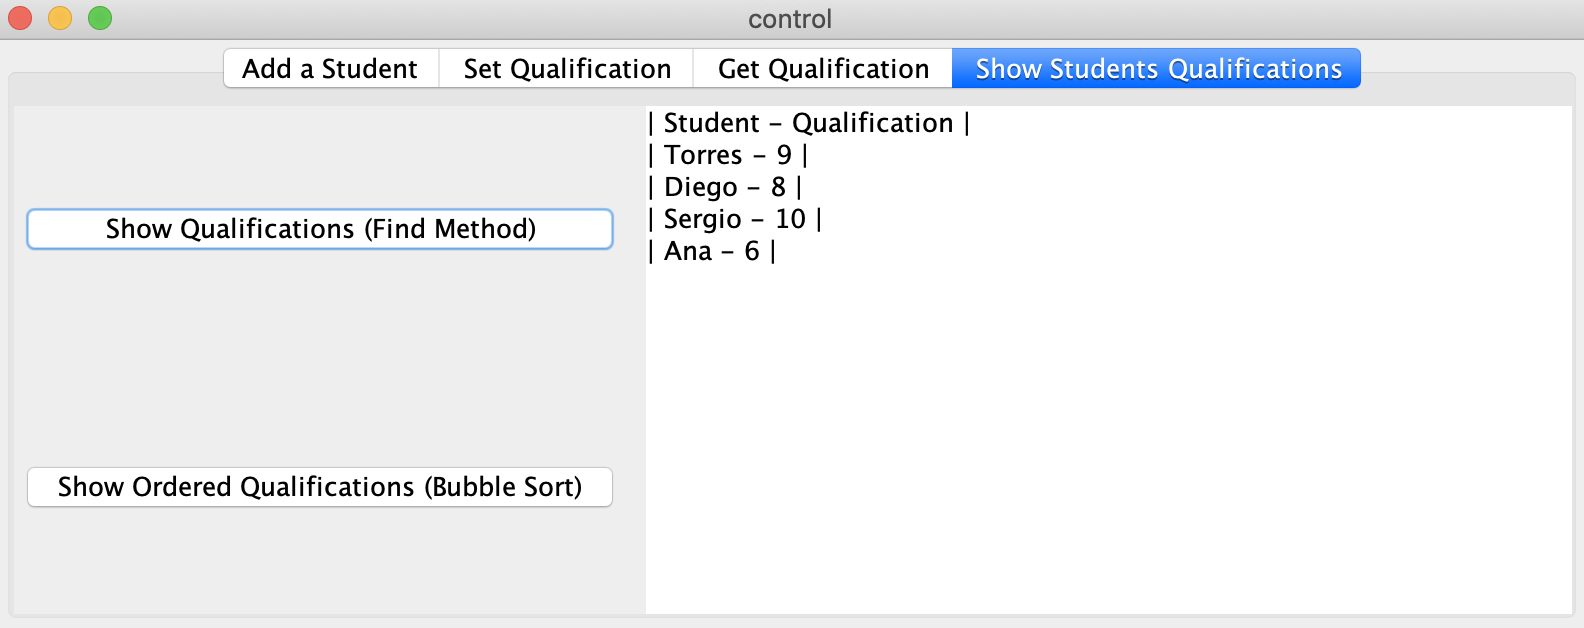 control
Add a Student Set Qualification Get Qualification Show Students Qualifications
Show Qualifications (Find Method)
Show Ordered Qualifications (Bubble Sort)
| Student - Qualification |
| Torres - 9 |
| Diego - 8 |
| Sergio - 10 |
| Ana - 6 |